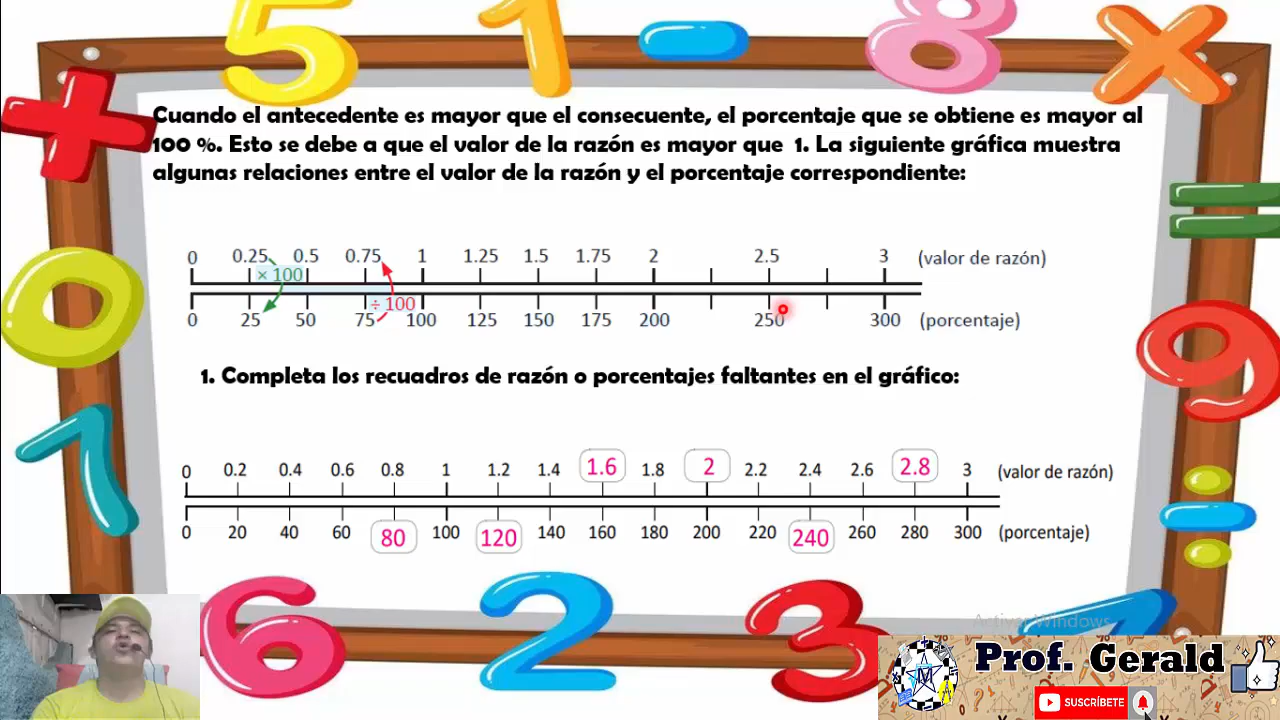 Cuando el antecedente es mayor que el consecuente, el porcentaje que se obtiene es mayor al
100 %. Esto se debe a que el valor de la razón es mayor que 1. La siguiente gráfica muestra
algunas relaciones entre el valor de la razón y el porcentaje correspondiente:
0 0.25 0.5 0.75 1 1.25 1.5 1.75 2 2.5 3 (valor de razón)
× 100
÷ 100
0 25 50 75 100 125 150 175 200 250 300 (porcentaje)
1. Completa los recuadros de razón o porcentajes faltantes en el gráfico:
0 0.2 0.4 0.6 0.8 1 1.2 1.4 1.6 1.8 2 2.2 2.4 2.6 2.8 3 (valor de razón)
0 20 40 60 80 100 120 140 160 180 200 220 240 260 280 300 (porcentaje)
Activar Windows
Prof. Gerald
SUSCRÍBETE